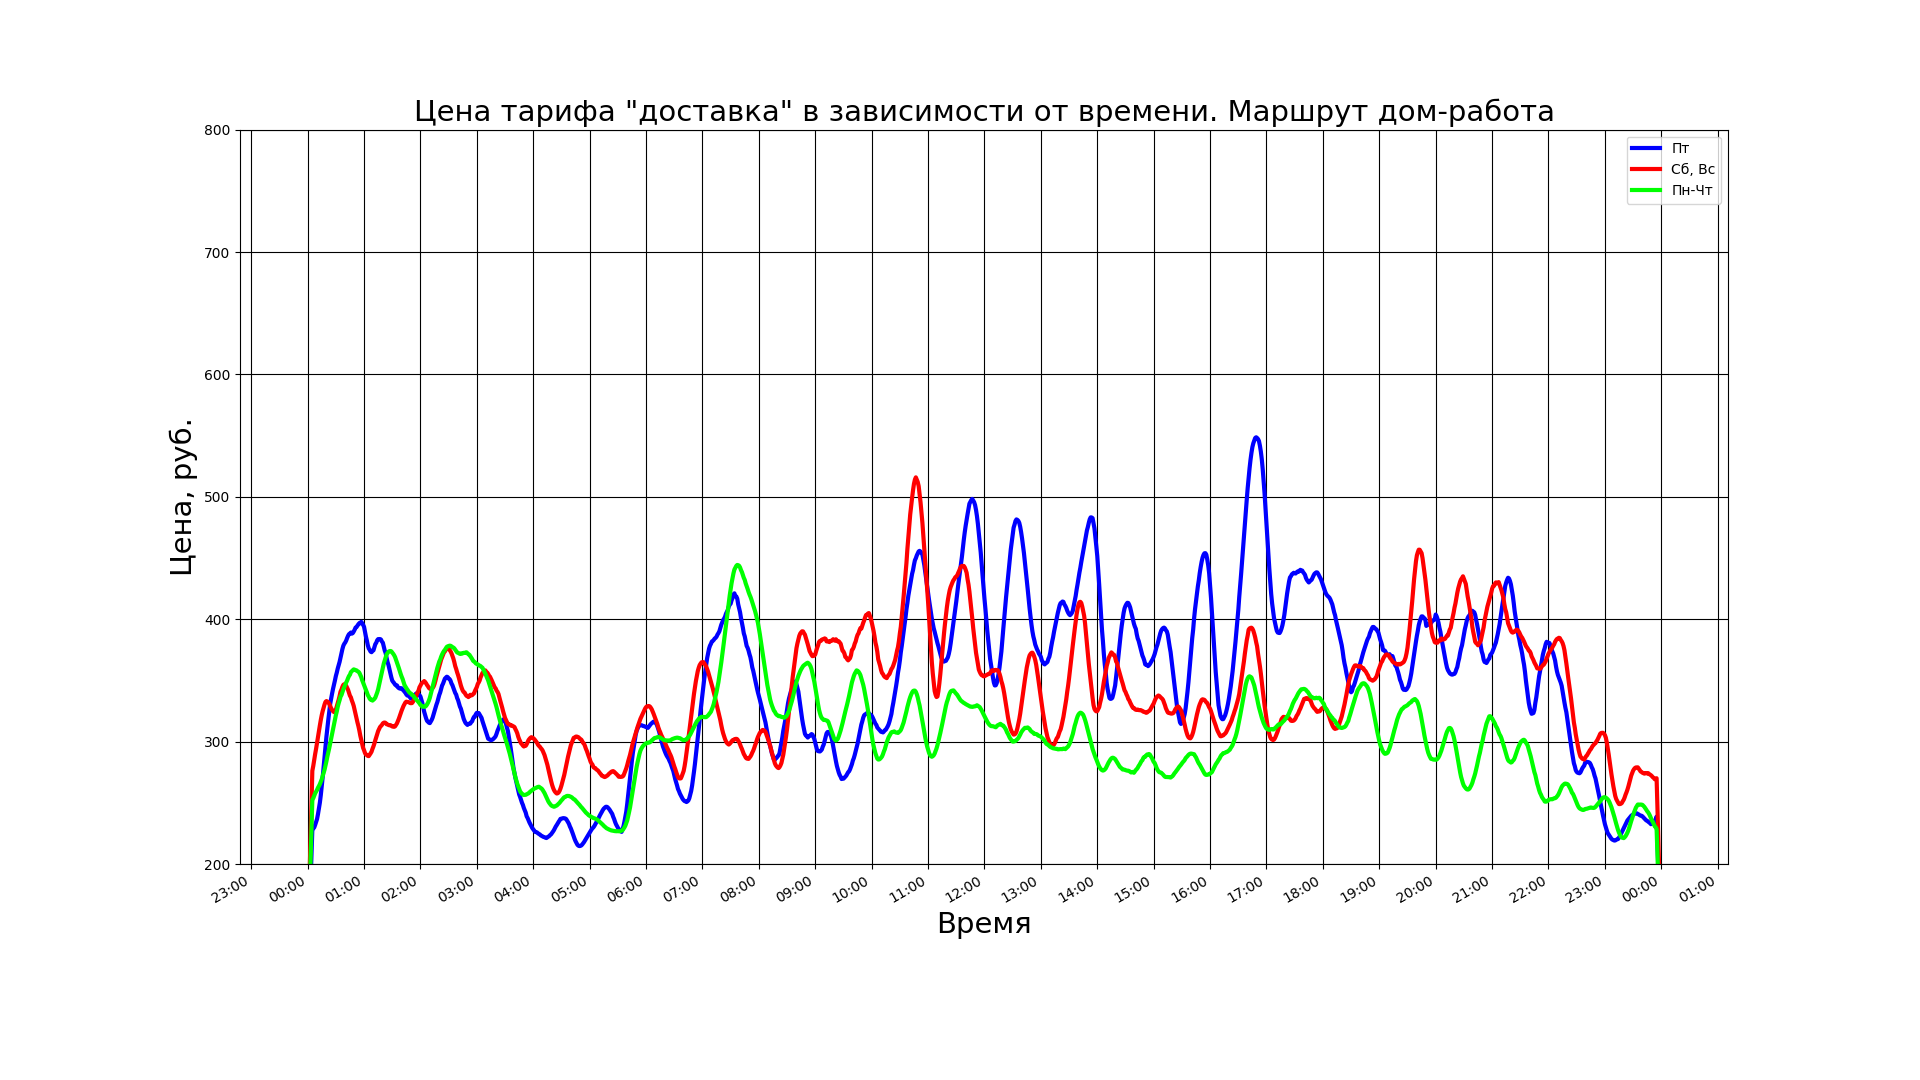 Цена тарифа "доставка" в зависимости от времени. Маршрут дом-работа
800
700
600
500
400
300
200
Цена, руб.
Пт
Сб, Вс
Пн-Чт
23:00 00:00 01:00 02:00 03:00 04:00 05:00 06:00 07:00 08:00 09:00 10:00 11:00 12:00 13:00 14:00 15:00 16:00 17:00 18:00 19:00 20:00 21:00 22:00 23:00 00:00 01:00
Время